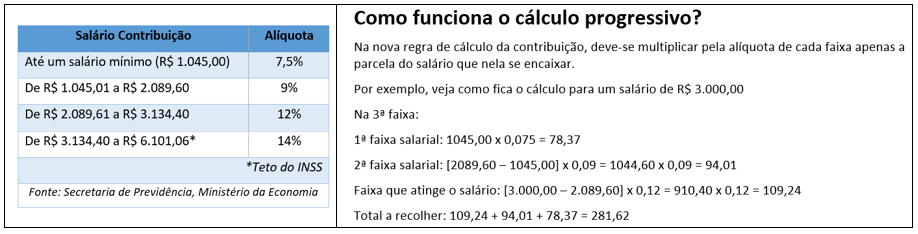 Salário Contribuição Alíquota
Até um salário mínimo (R$ 1.045,00) 7,5%
De R$ 1.045,01 a R$ 2.089,60 9%
De R$ 2.089,61 a R$ 3.134,40 12%
De R$ 3.134,40 a R$ 6.101,06* 14%
*Teto do INSS
Fonte: Secretaria de Previdência, Ministério da Economia
Como funciona o cálculo progressivo?
Na nova regra de cálculo da contribuição, deve-se multiplicar pela alíquota de cada faixa apenas a
parcela do salário que nela se encaixar.
Por exemplo, veja como fica o cálculo para um salário de R$ 3.000,00
Na 3ª faixa:
1ª faixa salarial: 1045,00 x 0,075 = 78,37
2ª faixa salarial: [2089,60 – 1045,00] x 0,09 = 1044,60 x 0,09 = 94,01
Faixa que atinge o salário: [3.000,00 – 2.089,60] x 0,12 = 910,40 x 0,12 = 109,24
Total a recolher: 109,24 + 94,01 + 78,37 = 281,62